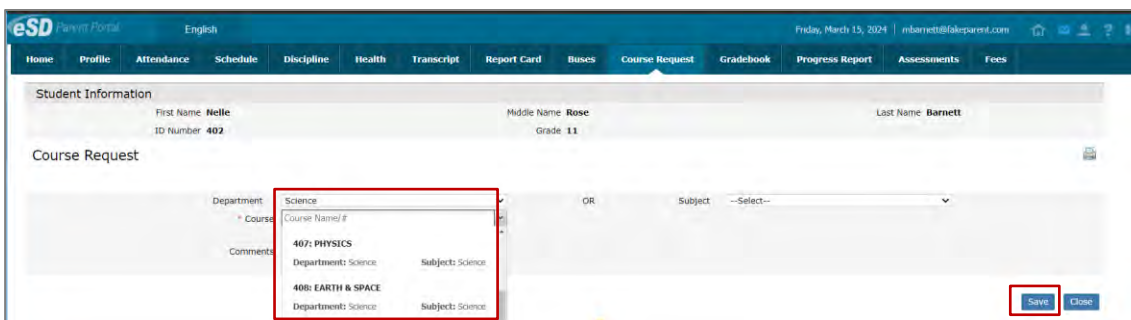 eSD Parent Portal English Friday, March 15, 2024 | mbarnett@fakeparent.com ?
Home Profile Attendance Schedule Discipline Health Transcript Report Card Buses Course Request Gradebook Progress Report Assessments Fees
Student Information
First Name Nelle Middle Name Rose Last Name Barnett
ID Number 402 Grade 11
Course Request
Department Science OR Subject --Select--
* Course Course Name/#
407: PHYSICS
Comments
Department: Science Subject: Science
408: EARTH & SPACE
Department: Science Subject: Science
Save Close